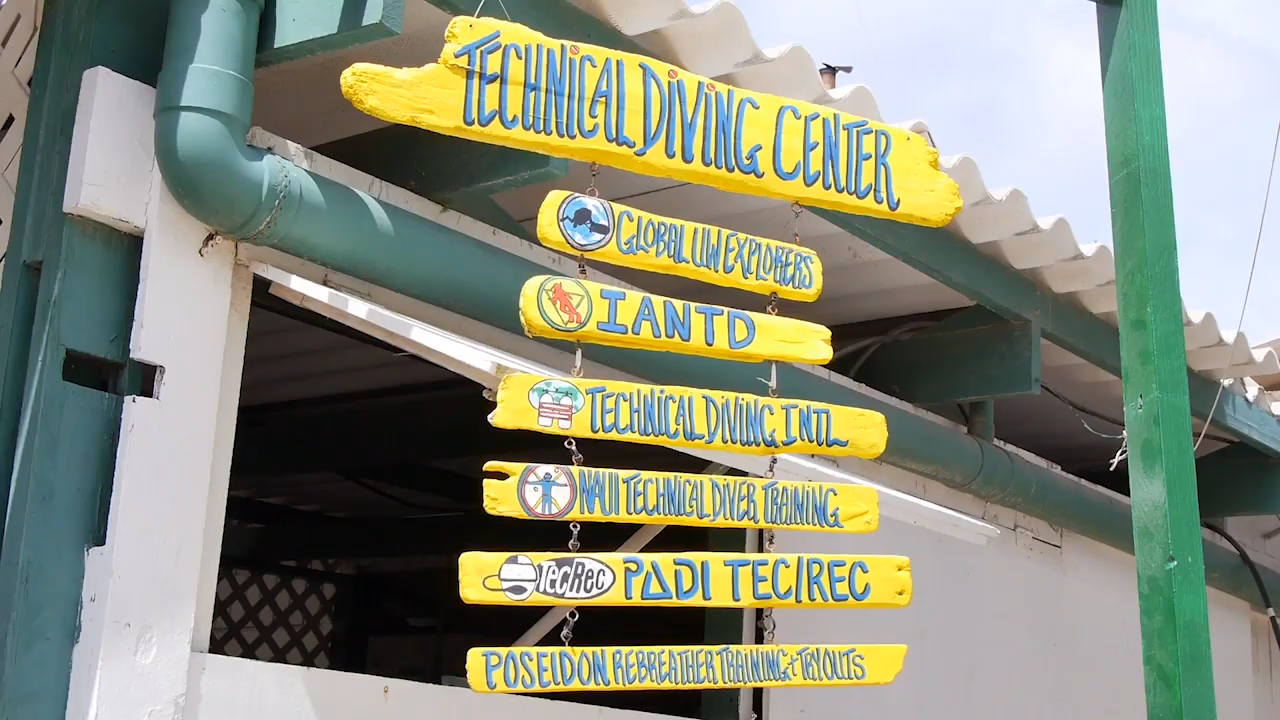 TECHNICAL DIVING CENTER
GLOBAL UW EXPLORERS
IANTD
TECHNICAL DIVING INTL
NAUI TECHNICAL DIVER TRAINING
TecRec PADI TEC/REC
POSEIDON REBREATHER TRAINING + TRYOUTS